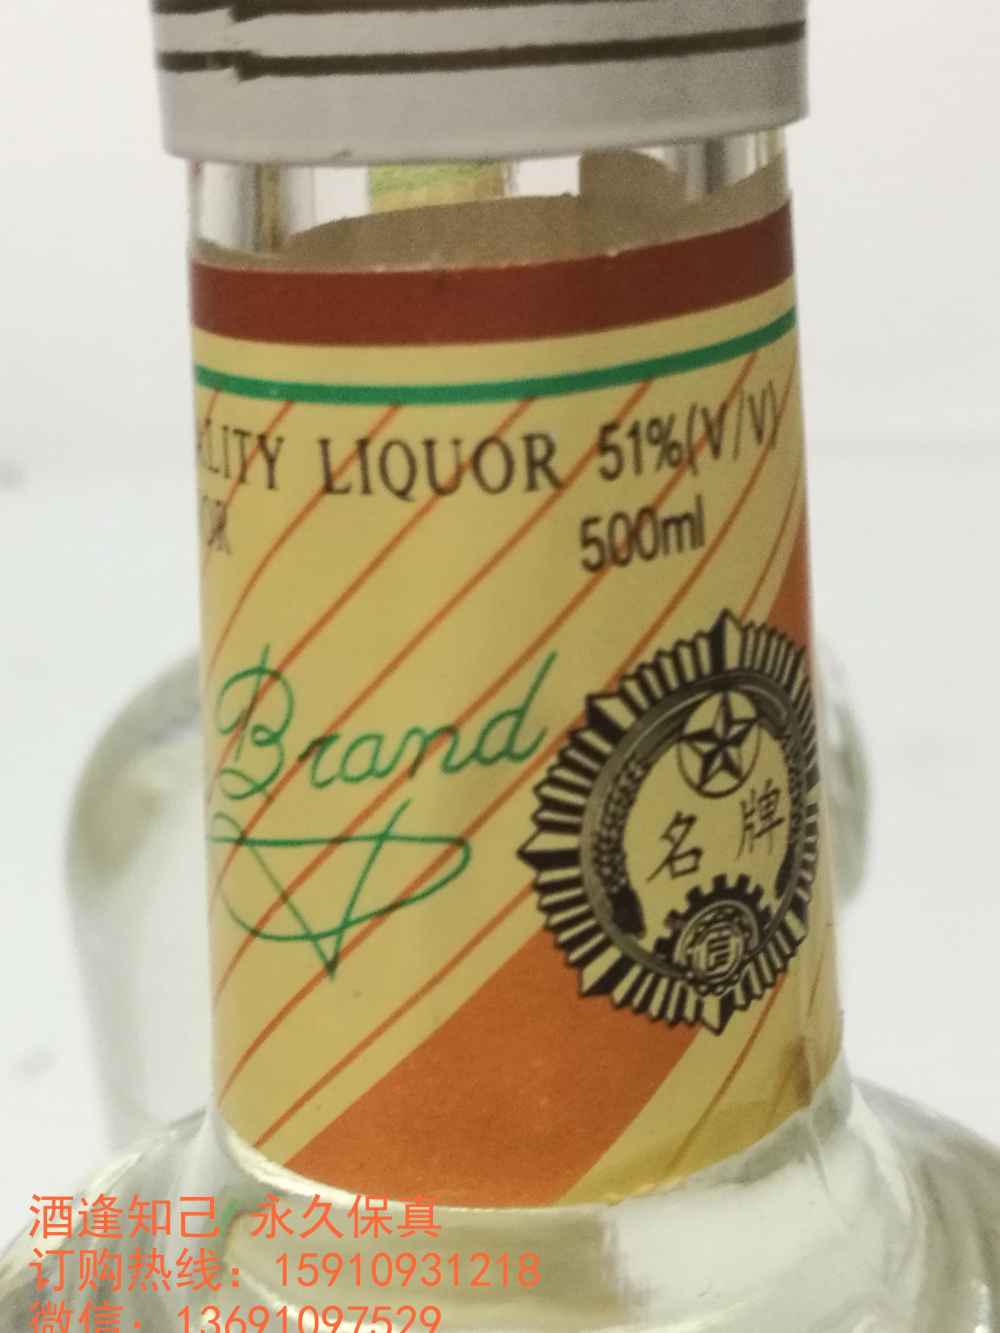 LITY LIQUOR 51%(V/V)
500ml
Brand
名牌
酒逢知己 永久保真
订购热线：15910931218
微信：13691097529